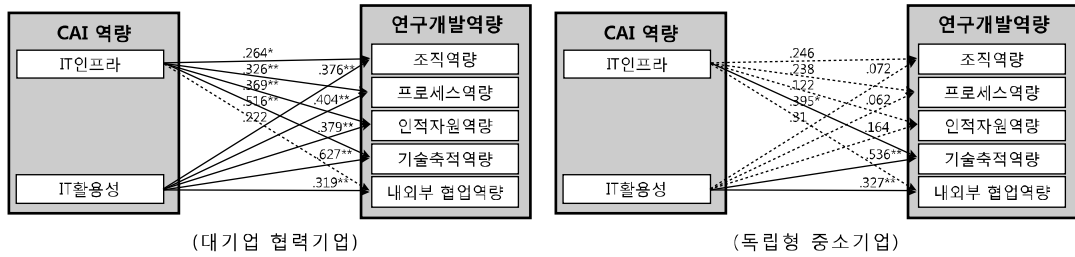 CAI 역량
IT인프라
IT활용성
.264*
.326**
.369**
.516**
.222
.376**
.404**
.379**
.627**
.319**
연구개발역량
조직역량
프로세스역량
인적자원역량
기술축적역량
내외부 협업역량
(대기업 협력기업)
CAI 역량
IT인프라
IT활용성
.246
.238
.122
.395*
.31
.072
.062
.164
.536**
.327**
연구개발역량
조직역량
프로세스역량
인적자원역량
기술축적역량
내외부 협업역량
(독립형 중소기업)